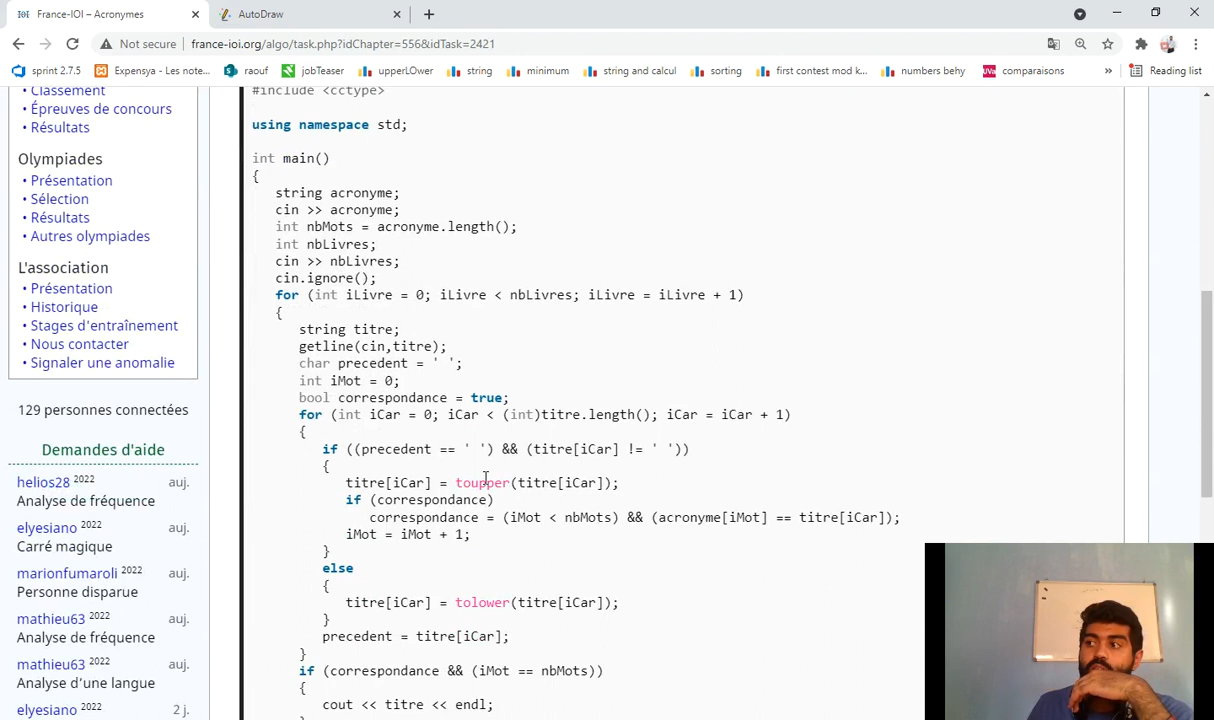 France-IOI – Acronymes
AutoDraw
Not secure | france-ioi.org/algo/task.php?idChapter=556&idTask=2421
sprint 2.7.5
Expensya - Les note...
raouf
jobTeaser
upperLOwer
string
minimum
string and calcul
sorting
first contest mod k...
numbers behy
comparaisons
»
Reading list
Classement
• Épreuves de concours
• Résultats
Olympiades
• Présentation
• Sélection
• Résultats
• Autres olympiades
L'association
• Présentation
• Historique
• Stages d'entraînement
• Nous contacter
• Signaler une anomalie
129 personnes connectées
Demandes d'aide
helios28 2022 auj.
Analyse de fréquence
elyesiano 2022 auj.
Carré magique
marionfumaroli 2022 auj.
Personne disparue
mathieu63 2022 auj.
Analyse de fréquence
mathieu63 2022 auj.
Analyse d'une langue
elyesiano 2022 2 j.
#include <cctype>
using namespace std;
int main()
{
string acronyme;
cin >> acronyme;
int nbMots = acronyme.length();
int nbLivres;
cin >> nbLivres;
cin.ignore();
for (int iLivre = 0; iLivre < nbLivres; iLivre = iLivre + 1)
{
string titre;
getline(cin,titre);
char precedent = ' ';
int iMot = 0;
bool correspondance = true;
for (int iCar = 0; iCar < (int)titre.length(); iCar = iCar + 1)
{
if ((precedent == ' ') && (titre[iCar] != ' '))
{
titre[iCar] = toupper(titre[iCar]);
if (correspondance)
correspondance = (iMot < nbMots) && (acronyme[iMot] == titre[iCar]);
iMot = iMot + 1;
}
else
{
titre[iCar] = tolower(titre[iCar]);
}
precedent = titre[iCar];
}
if (correspondance && (iMot == nbMots))
{
cout << titre << endl;